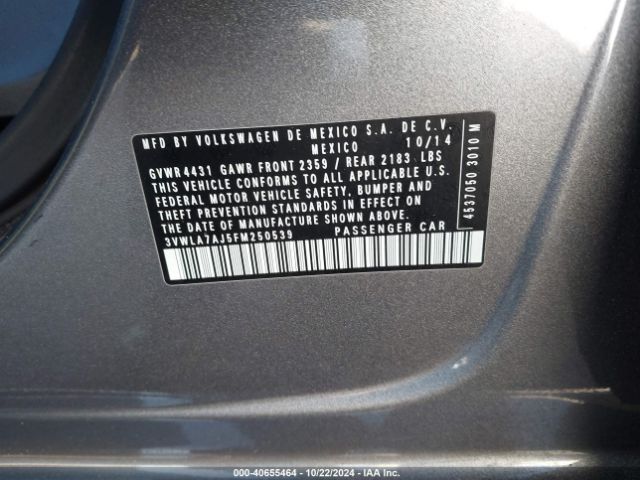 MFD BY VOLKSWAGEN DE MEXICO S.A. DE C.V.
MEXICO 10/14
GVWR4431 GAWR FRONT 2359 / REAR 2183 LBS
THIS VEHICLE CONFORMS TO ALL APPLICABLE U.S.
FEDERAL MOTOR VEHICLE SAFETY, BUMPER AND
THEFT PREVENTION STANDARDS IN EFFECT ON
THE DATE OF MANUFACTURE SHOWN ABOVE.
3VWLA7AJ5FM250539 PASSENGER CAR
4537050 3010 M
000-40655464 - 10/22/2024 - IAA Inc.